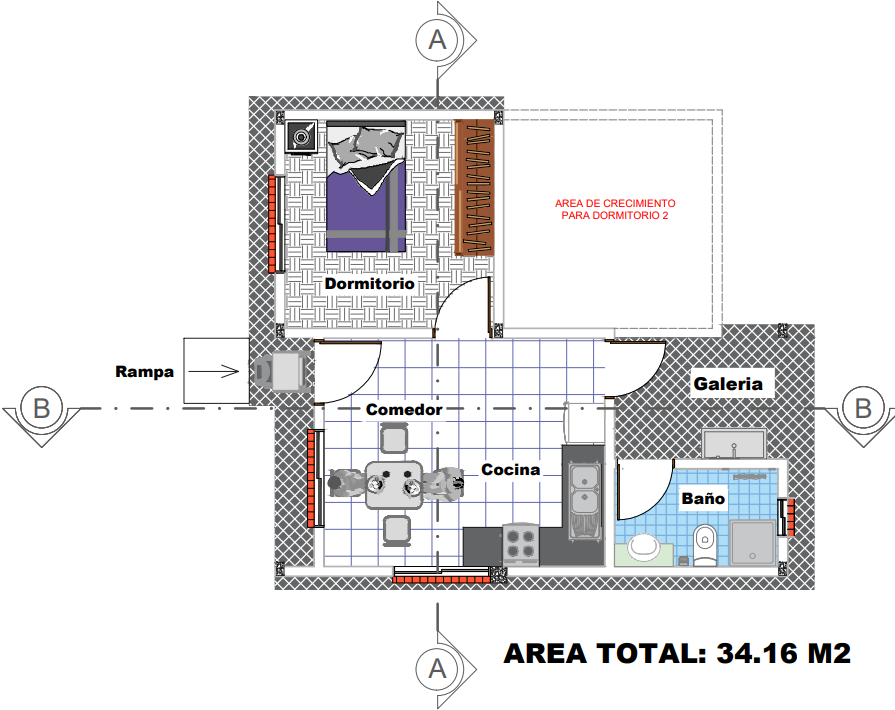 A
AREA DE CRECIMIENTO
PARA DORMITORIO 2
Dormitorio
Rampa
Galeria
B
Comedor
B
Cocina
Baño
A
AREA TOTAL: 34.16 M2